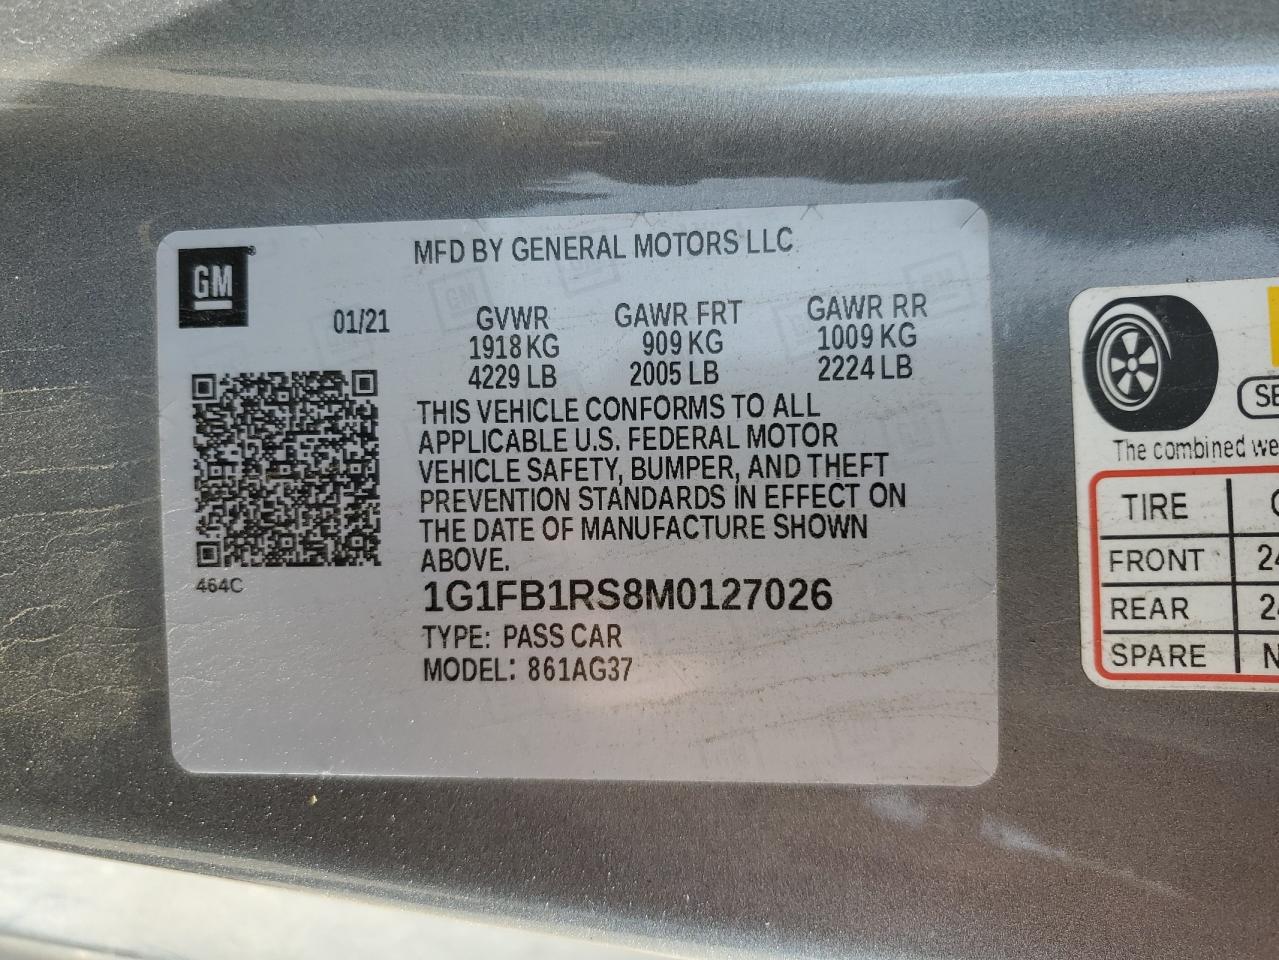 GM
MFD BY GENERAL MOTORS LLC
01/21
GVWR GAWR FRT GAWR RR
1918 KG 909 KG 1009 KG
4229 LB 2005 LB 2224 LB
THIS VEHICLE CONFORMS TO ALL
APPLICABLE U.S. FEDERAL MOTOR
VEHICLE SAFETY, BUMPER, AND THEFT
PREVENTION STANDARDS IN EFFECT ON
THE DATE OF MANUFACTURE SHOWN
ABOVE.
464C
1G1FB1RS8M0127026
TYPE: PASS CAR
MODEL: 861AG37
SE
The combined we
TIRE
FRONT 24
REAR 2
SPARE N